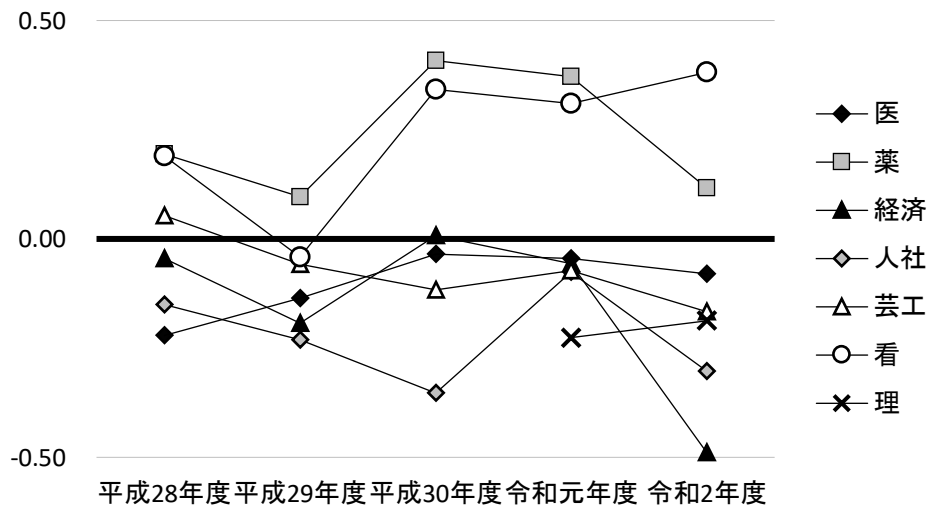 0.50
0.00
-0.50
平成28年度 平成29年度 平成30年度 令和元年度 令和2年度
医
薬
経済
人社
芸工
看
理